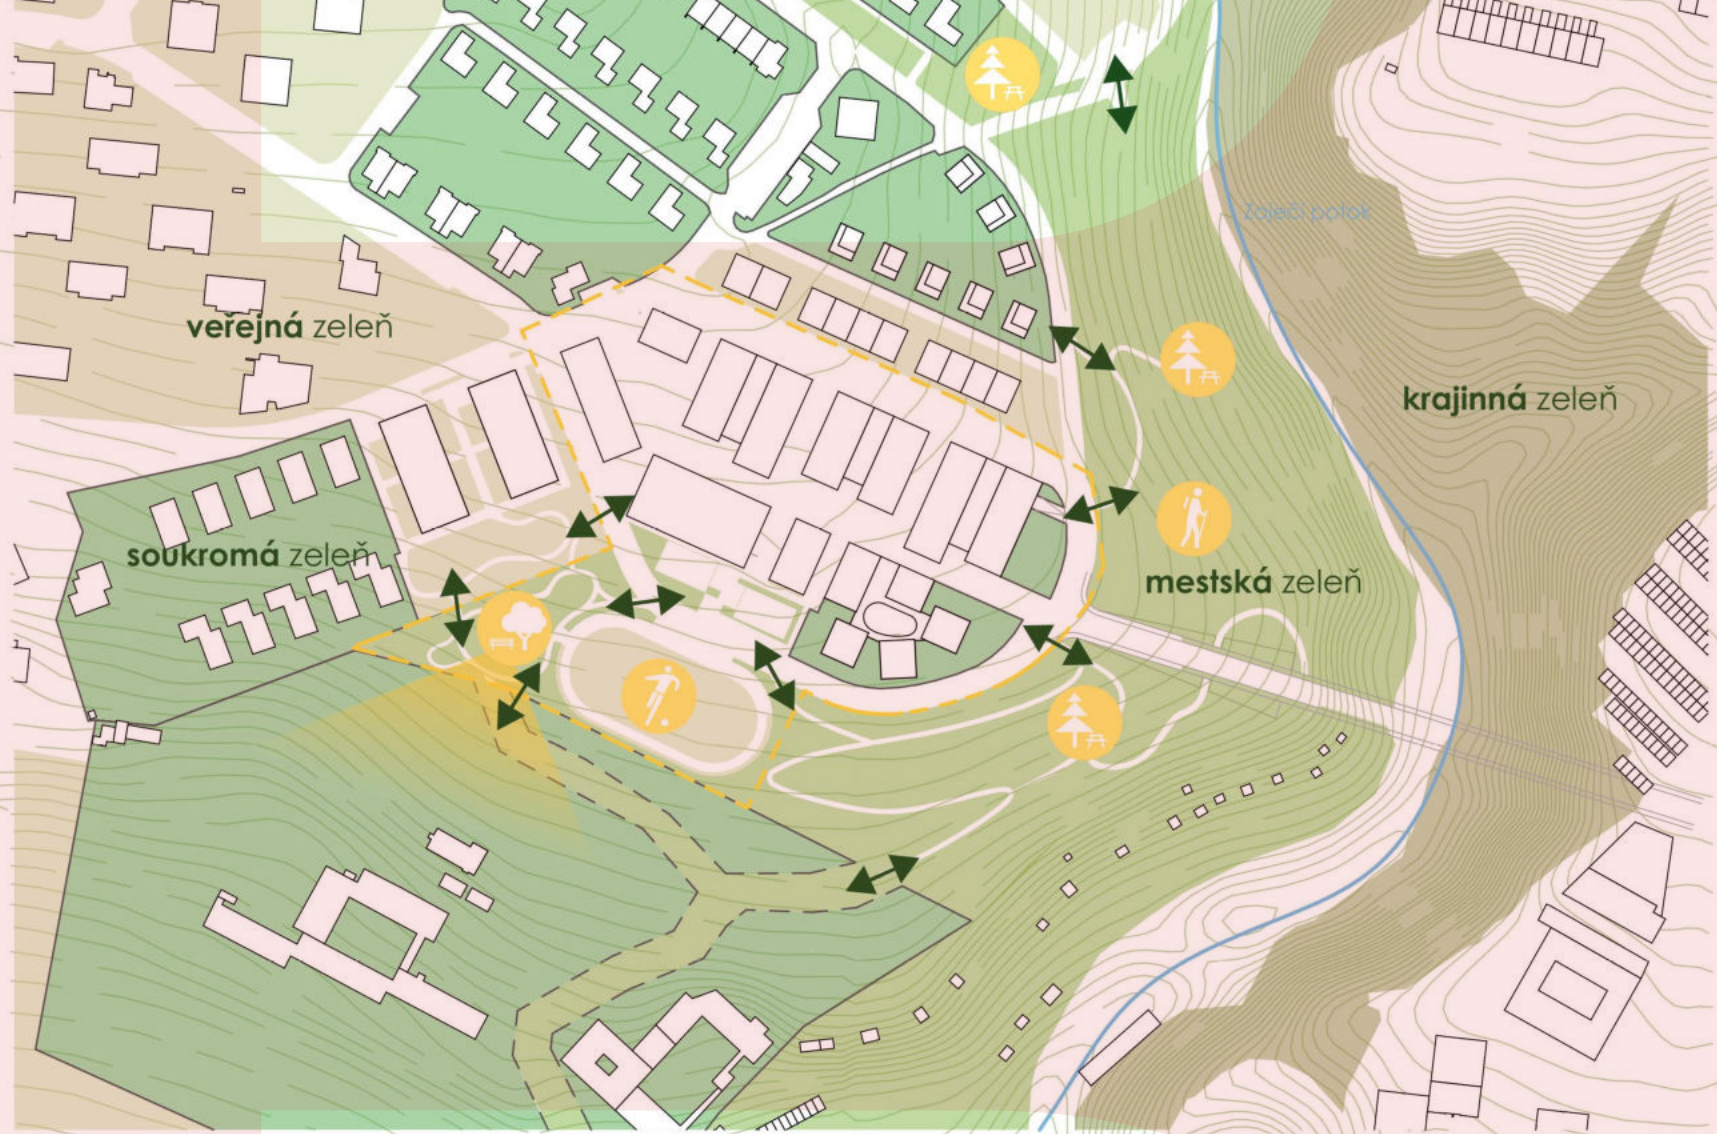 Zaječí potok
veřejná zeleň
krajinná zeleň
soukromá zeleň
mestská zeleň